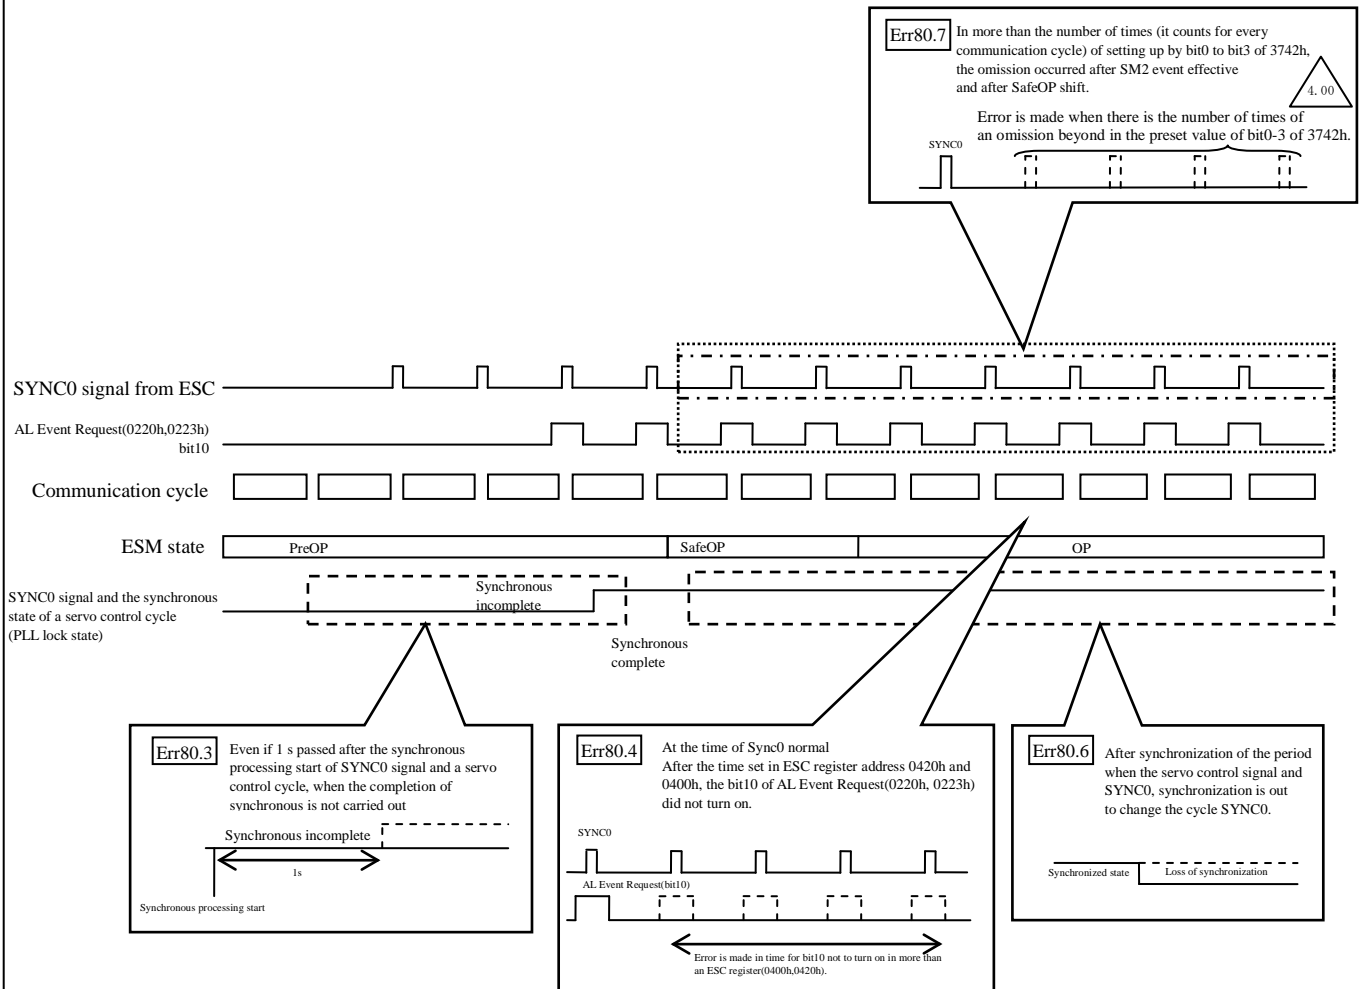 Err80.7
In more than the number of times (it counts for every
communication cycle) of setting up by bit0 to bit3 of 3742h,
the omission occurred after SM2 event effective
and after SafeOP shift.
4.00
Error is made when there is the number of times of
an omission beyond in the preset value of bit0-3 of 3742h.
SYNC0
SYNC0 signal from ESC
AL Event Request(0220h,0223h)
bit10
Communication cycle
ESM state
PreOP
SafeOP
OP
SYNC0 signal and the synchronous
state of a servo control cycle
(PLL lock state)
Synchronous
incomplete
Synchronous
complete
Err80.3
Even if 1 s passed after the synchronous
processing start of SYNC0 signal and a servo
control cycle, when the completion of
synchronous is not carried out
Synchronous incomplete
1s
Synchronous processing start
Err80.4
At the time of Sync0 normal
After the time set in ESC register address 0420h and
0400h, the bit10 of AL Event Request(0220h, 0223h)
did not turn on.
SYNC0
AL Event Request(bit10)
Error is made in time for bit10 not to turn on in more than
an ESC register(0400h,0420h).
Err80.6
After synchronization of the period
when the servo control signal and
SYNC0, synchronization is out
to change the cycle SYNC0.
Synchronized state
Loss of synchronization